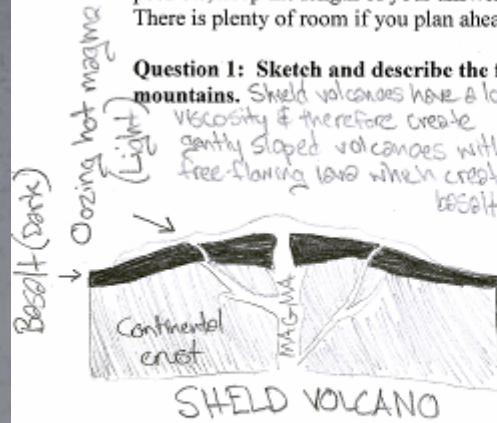 There is plenty of room if you plan ahea
Question 1: Sketch and describe the f
mountains. Shield volcanoes have a lo
viscosity & therefore create
gently sloped volcanoes with
free-flowing lava which creat
basalt
Oozing hot magma
(Light)
Basalt (Dark)
Continental
crust
MAGMA
SHELD VOLCANO